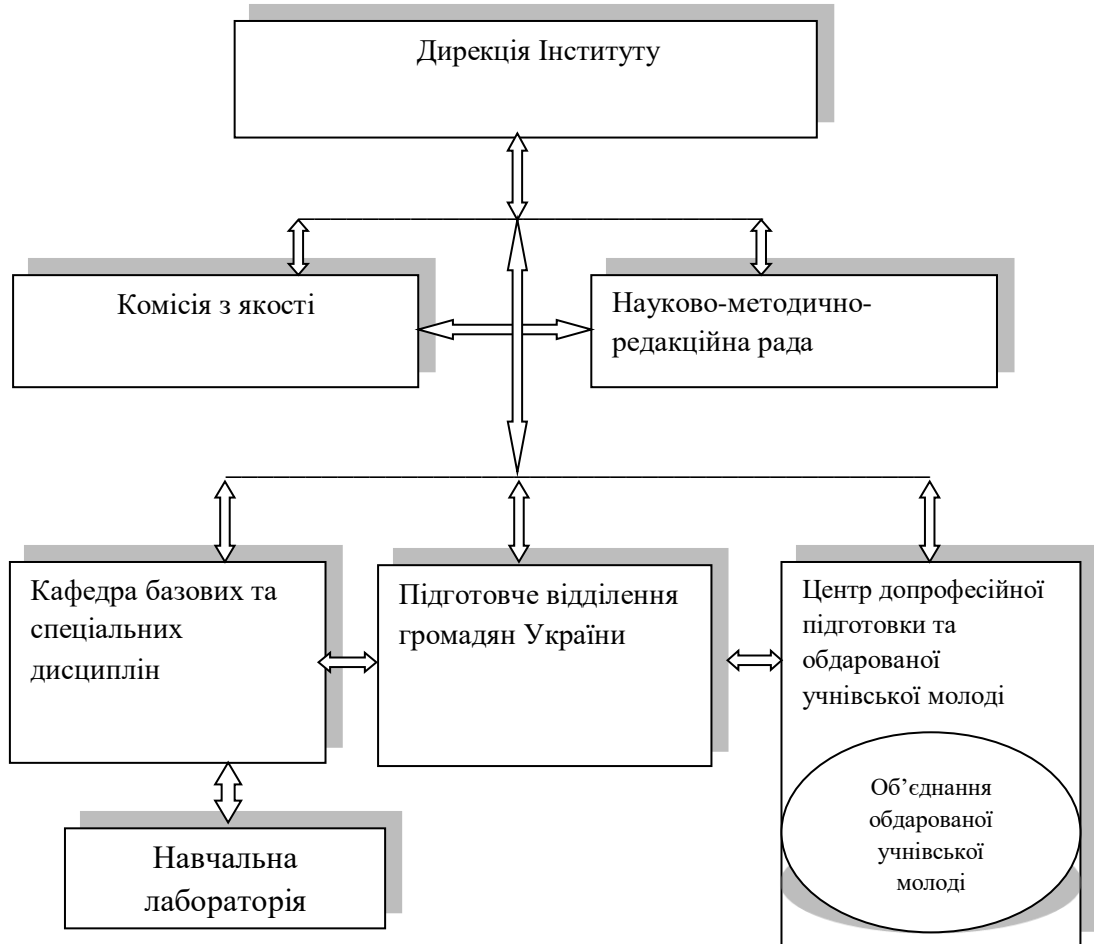 Дирекція Інституту
Комісія з якості
Науково-методично-
редакційна рада
Кафедра базових та
спеціальних
дисциплін
Підготовче відділення
громадян України
Центр допрофесійної
підготовки та
обдарованої
учнівської молоді
Об’єднання
обдарованої
учнівської
молоді
Навчальна
лабораторія